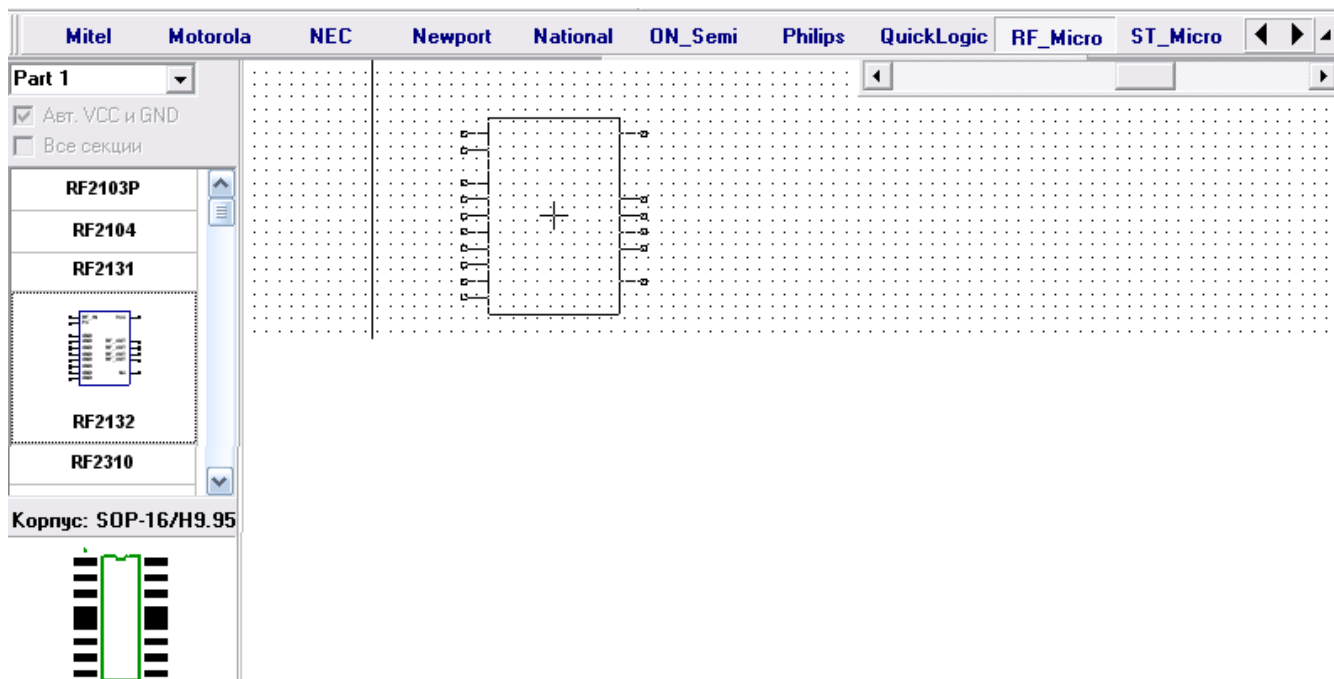 Mitel Motorola NEC Newport National ON_Semi Philips QuickLogic RF_Micro ST_Micro
Part 1
Авт. VCC и GND
Все секции
RF2103P
RF2104
RF2131
RF2132
RF2310
Корпус: SOP-16/H9.95